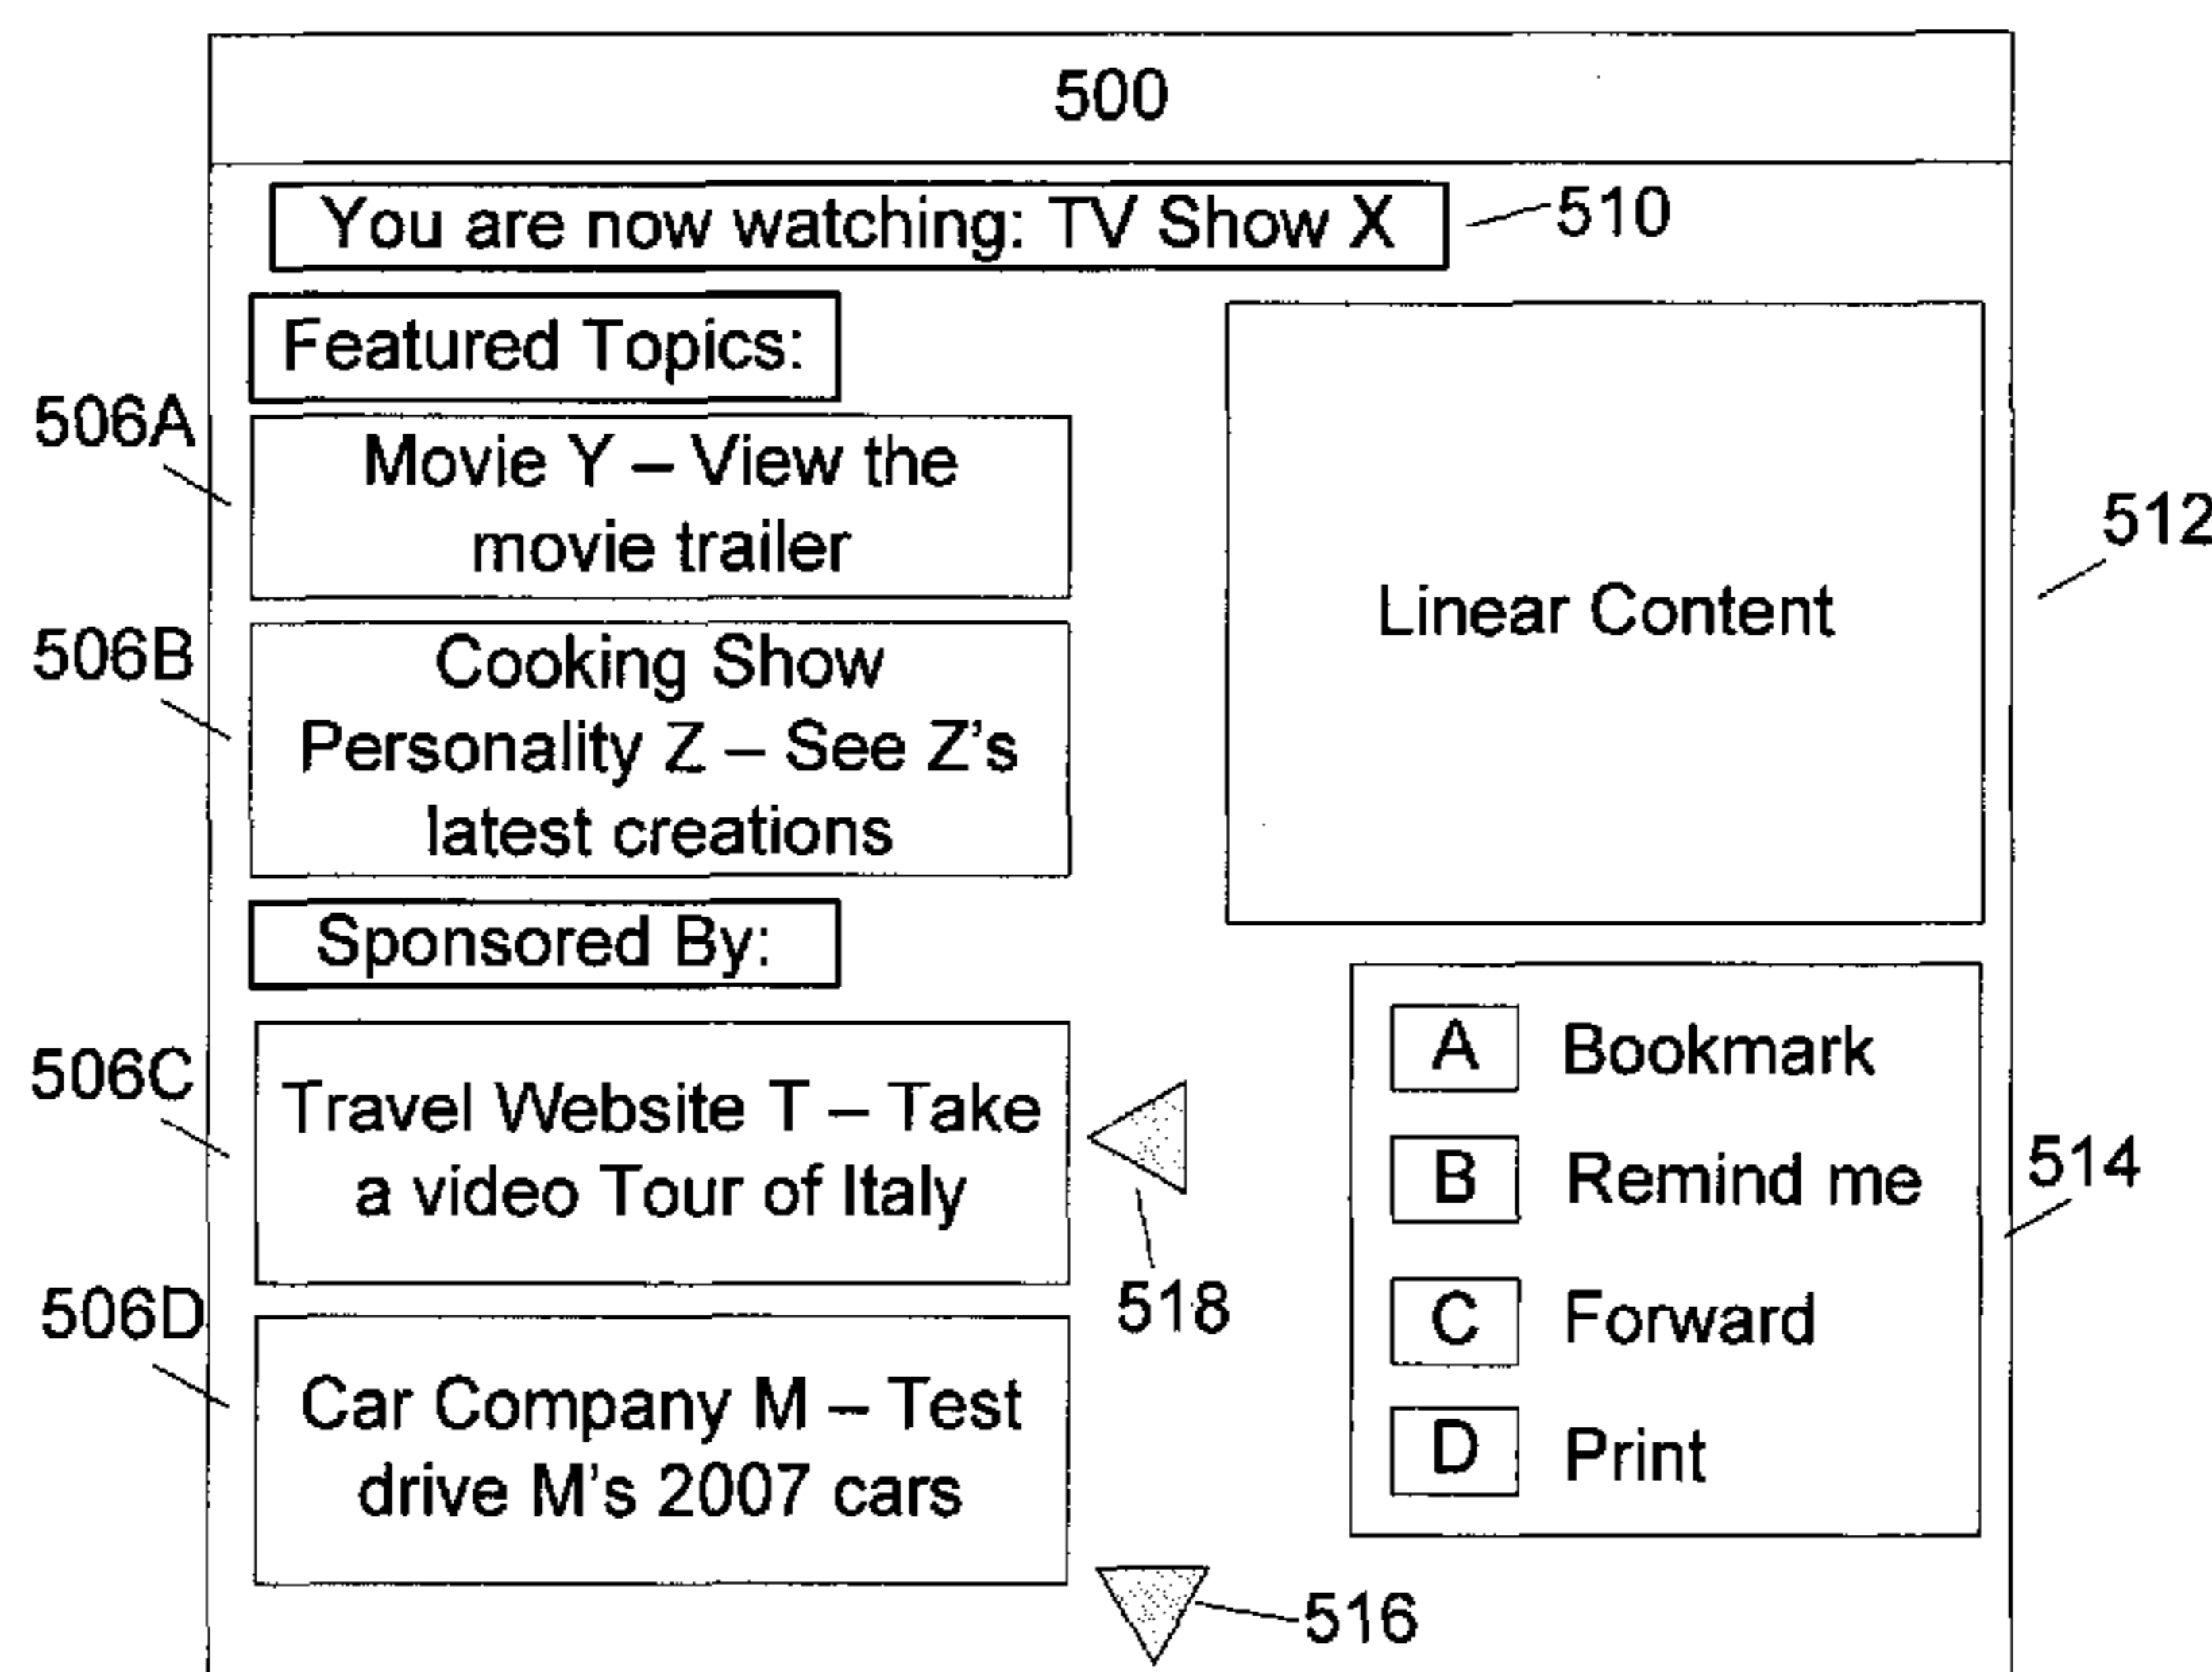 500
You are now watching: TV Show X
510
Featured Topics:
506A
Movie Y – View the
movie trailer
506B
Cooking Show
Personality Z – See Z's
latest creations
Linear Content
512
Sponsored By:
506C
Travel Website T – Take
a video Tour of Italy
518
506D
Car Company M – Test
drive M's 2007 cars
516
A Bookmark
B Remind me
C Forward
D Print
514